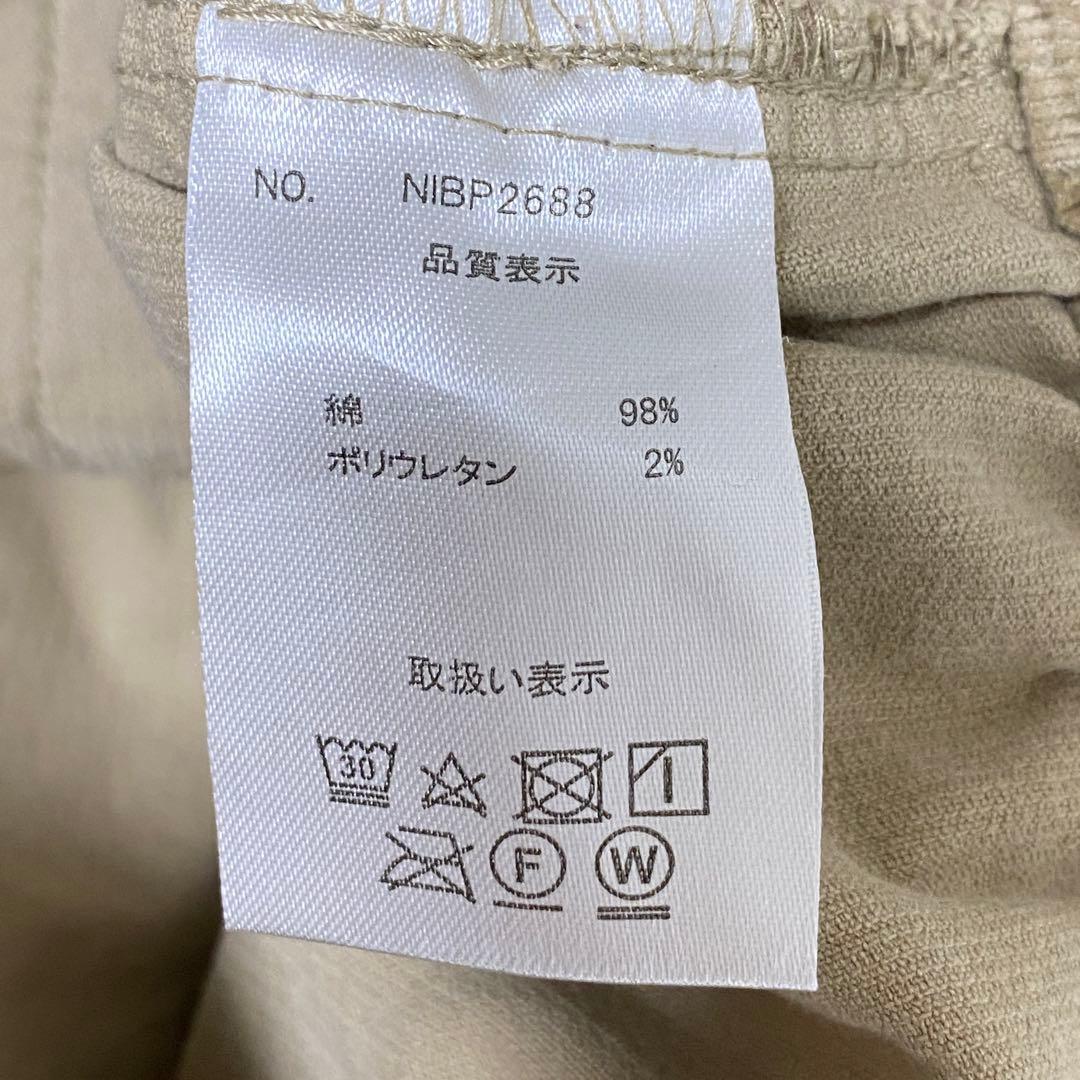 NO. NIBP2688
品質表示
綿 98%
ポリウレタン 2%
取扱い表示
30
F W